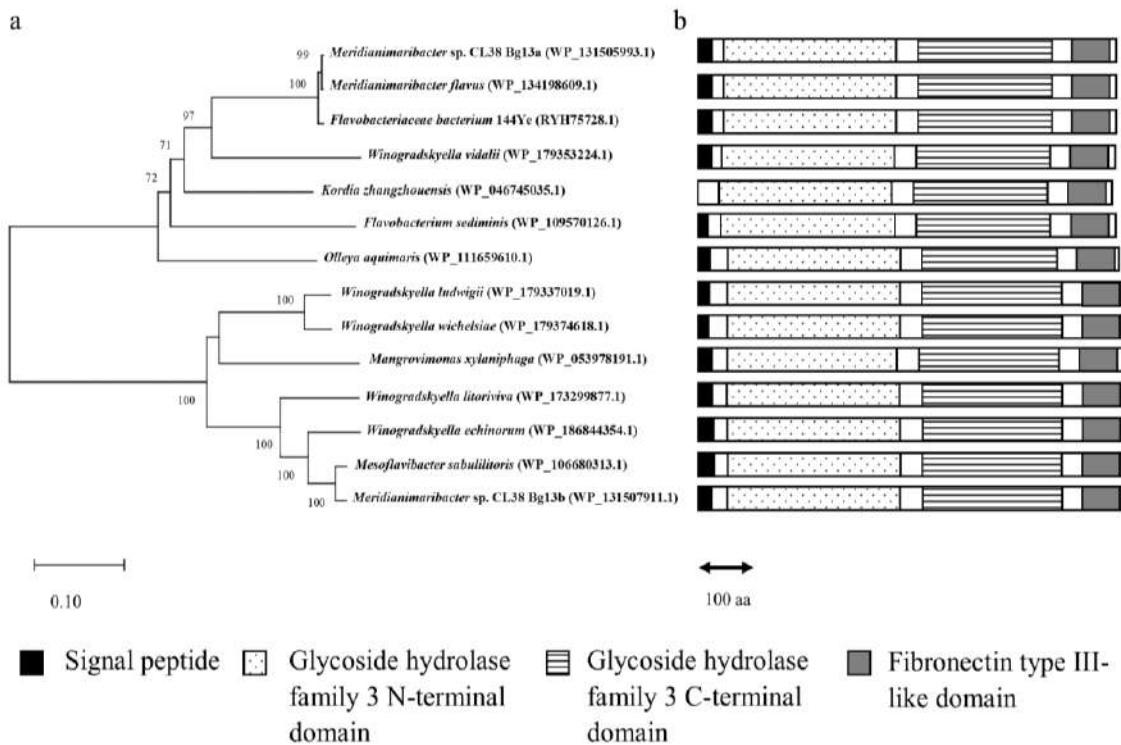 a
b
99
Meridianimaribacter sp. CL38 Bg13a (WP_131505993.1)
100
Meridianimaribacter flavus (WP_134198609.1)
97
Flavobacteriaceae bacterium 144Ye (RYH75728.1)
71
Winogradskyella vidalii (WP_179353224.1)
72
Kordia zhangzhouensis (WP_046745035.1)
Flavobacterium sediminis (WP_109570126.1)
Olleya aquimaris (WP_111659610.1)
100
Winogradskyella ludwigii (WP_179337019.1)
Winogradskyella wichelsiae (WP_179374618.1)
Mangrovimonas xylaniphaga (WP_053978191.1)
100
Winogradskyella litoriviva (WP_173299877.1)
100
Winogradskyella echinorum (WP_186844354.1)
100
Mesoflavibacter sabulilitoris (WP_106680313.1)
100
Meridianimaribacter sp. CL38 Bg13b (WP_131507911.1)
0.10
100 aa
Signal peptide
Glycoside hydrolase
family 3 N-terminal
domain
Glycoside hydrolase
family 3 C-terminal
domain
Fibronectin type III-
like domain